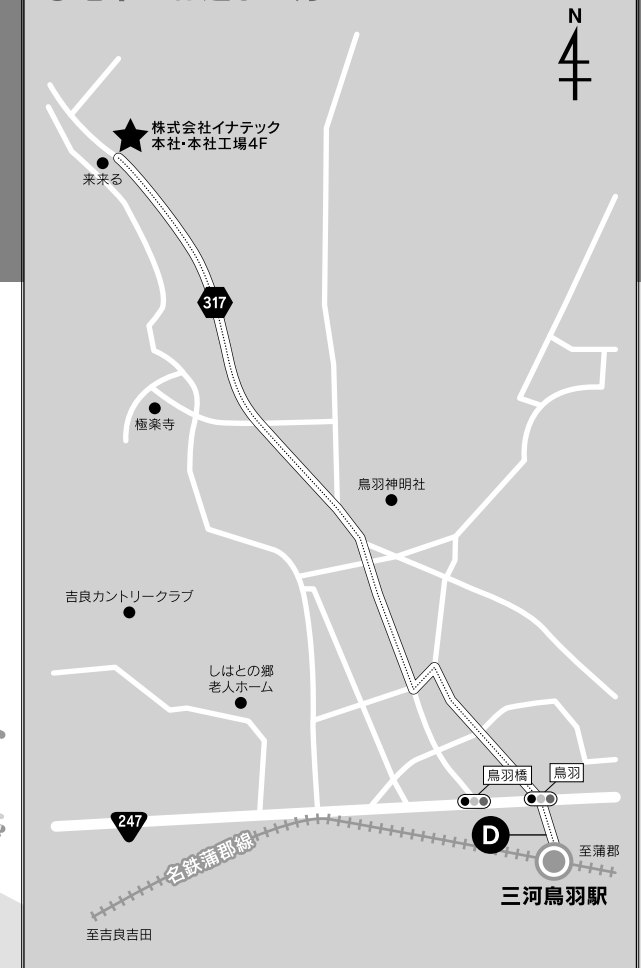 N
株式会社イナテック
本社・本社工場4F
来来る
317
極楽寺
鳥羽神明社
吉良カントリークラブ
しはとの郷
老人ホーム
鳥羽橋
鳥羽
247
D
至蒲郡
名鉄蒲郡線
三河鳥羽駅
至吉良吉田